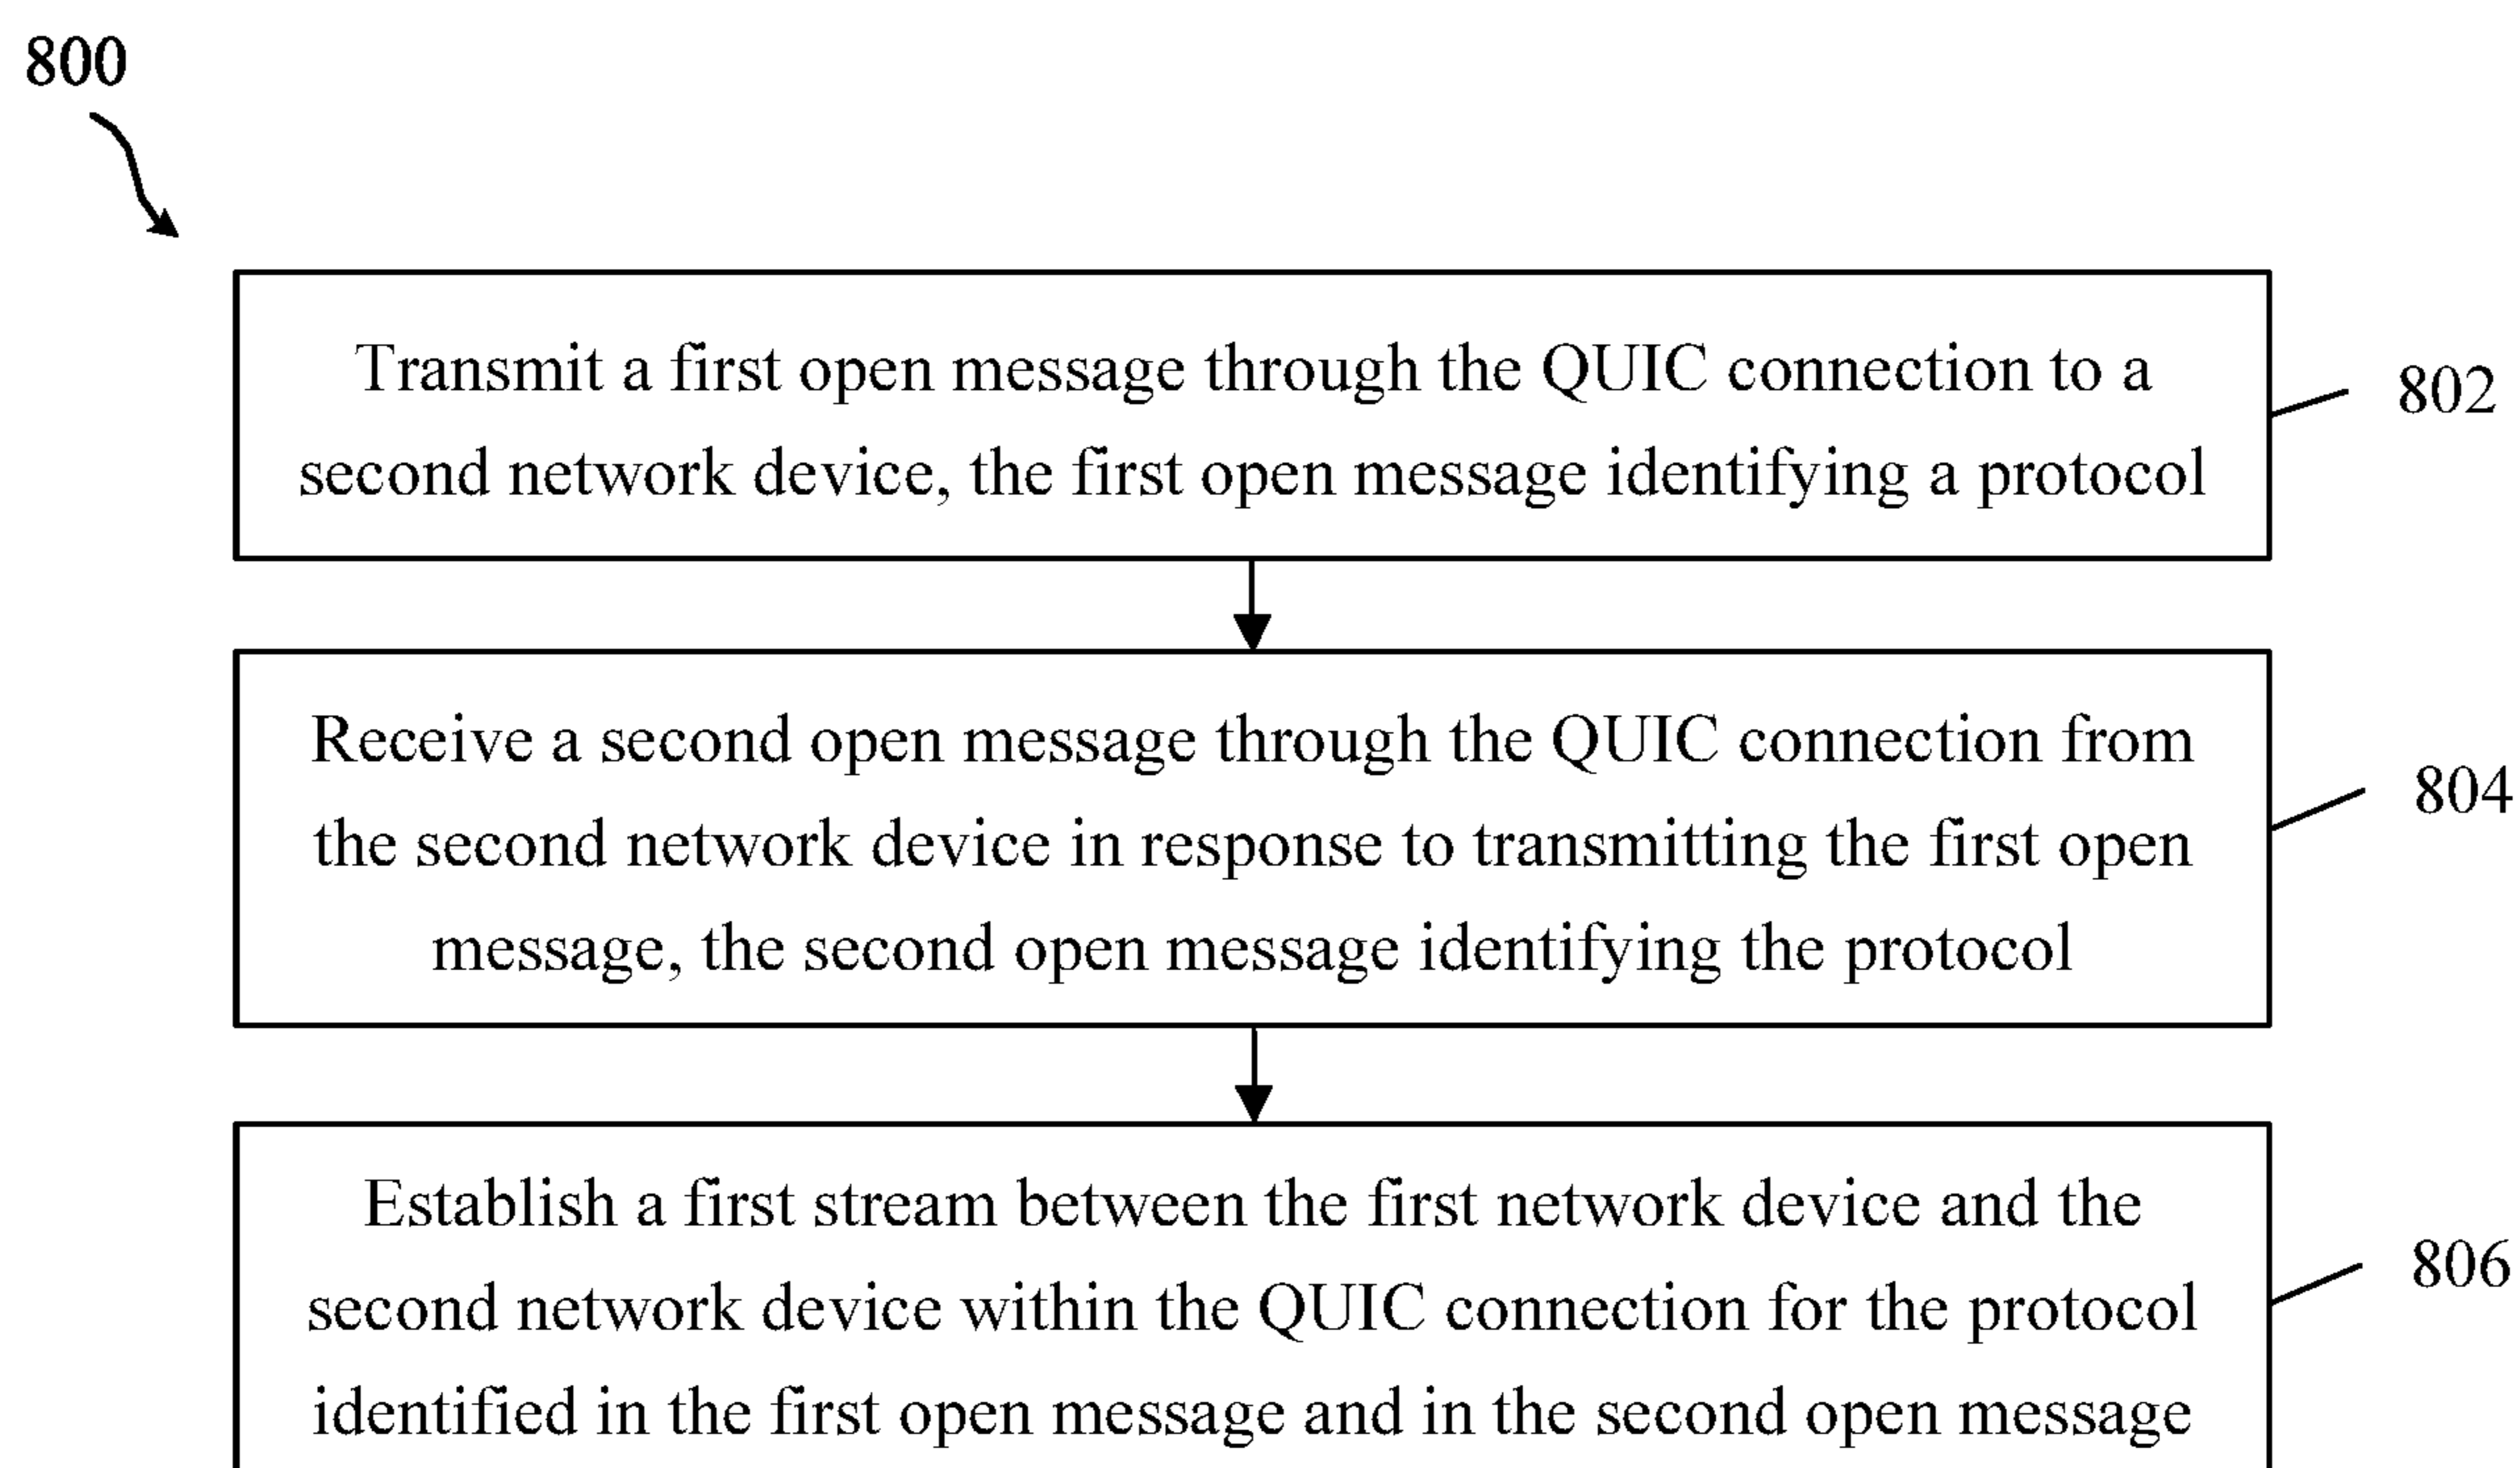 800
Transmit a first open message through the QUIC connection to a
second network device, the first open message identifying a protocol
802
Receive a second open message through the QUIC connection from
the second network device in response to transmitting the first open
message, the second open message identifying the protocol
804
Establish a first stream between the first network device and the
second network device within the QUIC connection for the protocol
identified in the first open message and in the second open message
806